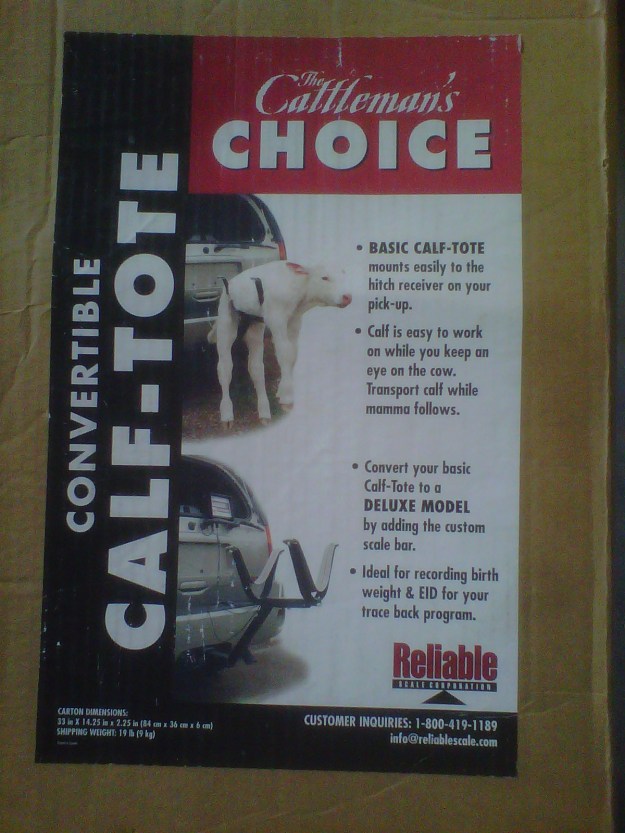 The
Cattleman's
CHOICE
CONVERTIBLE
CALF-TOTE
• BASIC CALF-TOTE
mounts easily to the
hitch receiver on your
pick-up.
• Calf is easy to work
on while you keep an
eye on the cow.
Transport calf while
mamma follows.
• Convert your basic
Calf-Tote to a
DELUXE MODEL
by adding the custom
scale bar.
• Ideal for recording birth
weight & EID for your
trace back program.
Reliable
SCALE CORPORATION
CARTON DIMENSIONS:
33 in X 14.25 in x 2.25 in (84 cm x 36 cm x 6 cm)
SHIPPING WEIGHT: 19 lb (9 kg)
CUSTOMER INQUIRIES: 1-800-419-1189
info@reliablescale.com